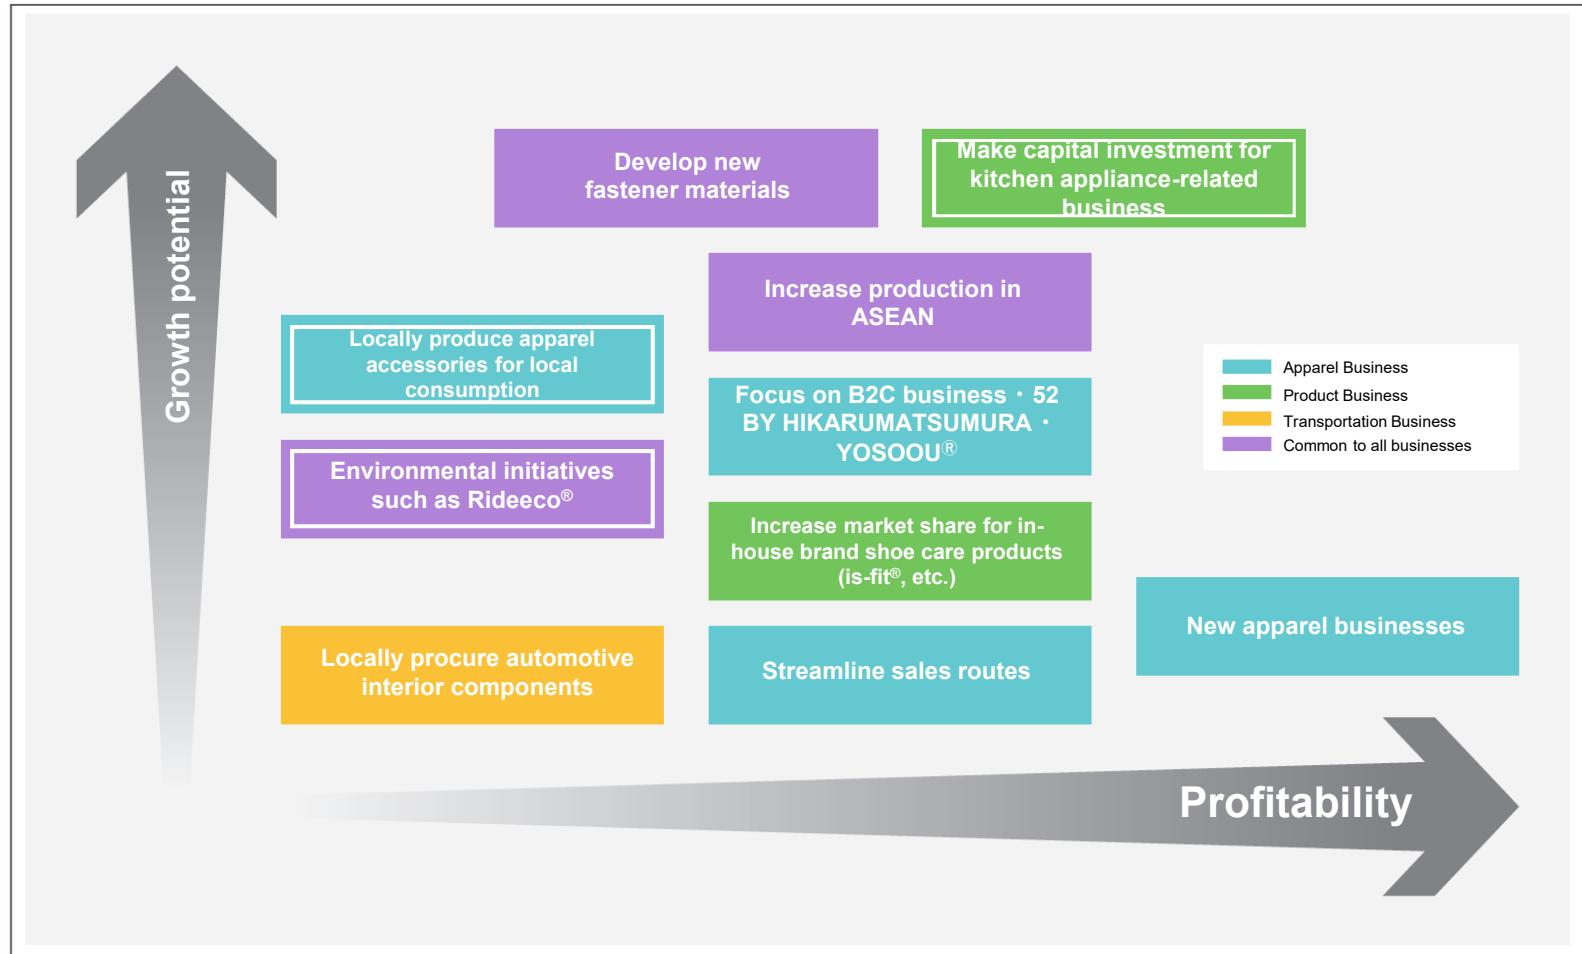 Growth potential
Develop new
fastener materials
Make capital investment for
kitchen appliance-related
business
Increase production in
ASEAN
Locally produce apparel
accessories for local
consumption
Focus on B2C business・52
BY HIKARUMATSUMURA・
YOSOOU®
Environmental initiatives
such as Rideeco®
Increase market share for in-
house brand shoe care products
(is-fit®, etc.)
New apparel businesses
Locally procure automotive
interior components
Streamline sales routes
Apparel Business
Product Business
Transportation Business
Common to all businesses
Profitability